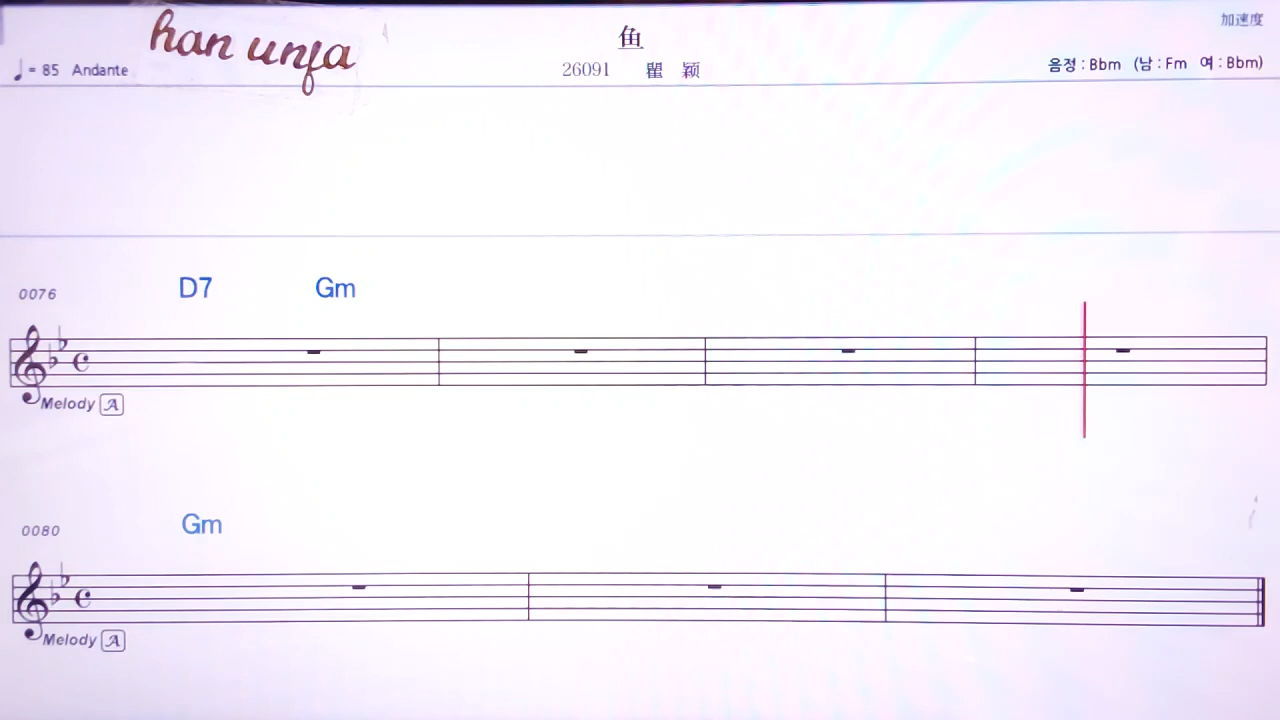 han unfa
鱼
加速度
♩= 85 Andante
26091 瞿 颖
음정 : Bbm (남 : Fm 여 : Bbm)
D7 Gm
0076
Melody A
Gm
0080
Melody A